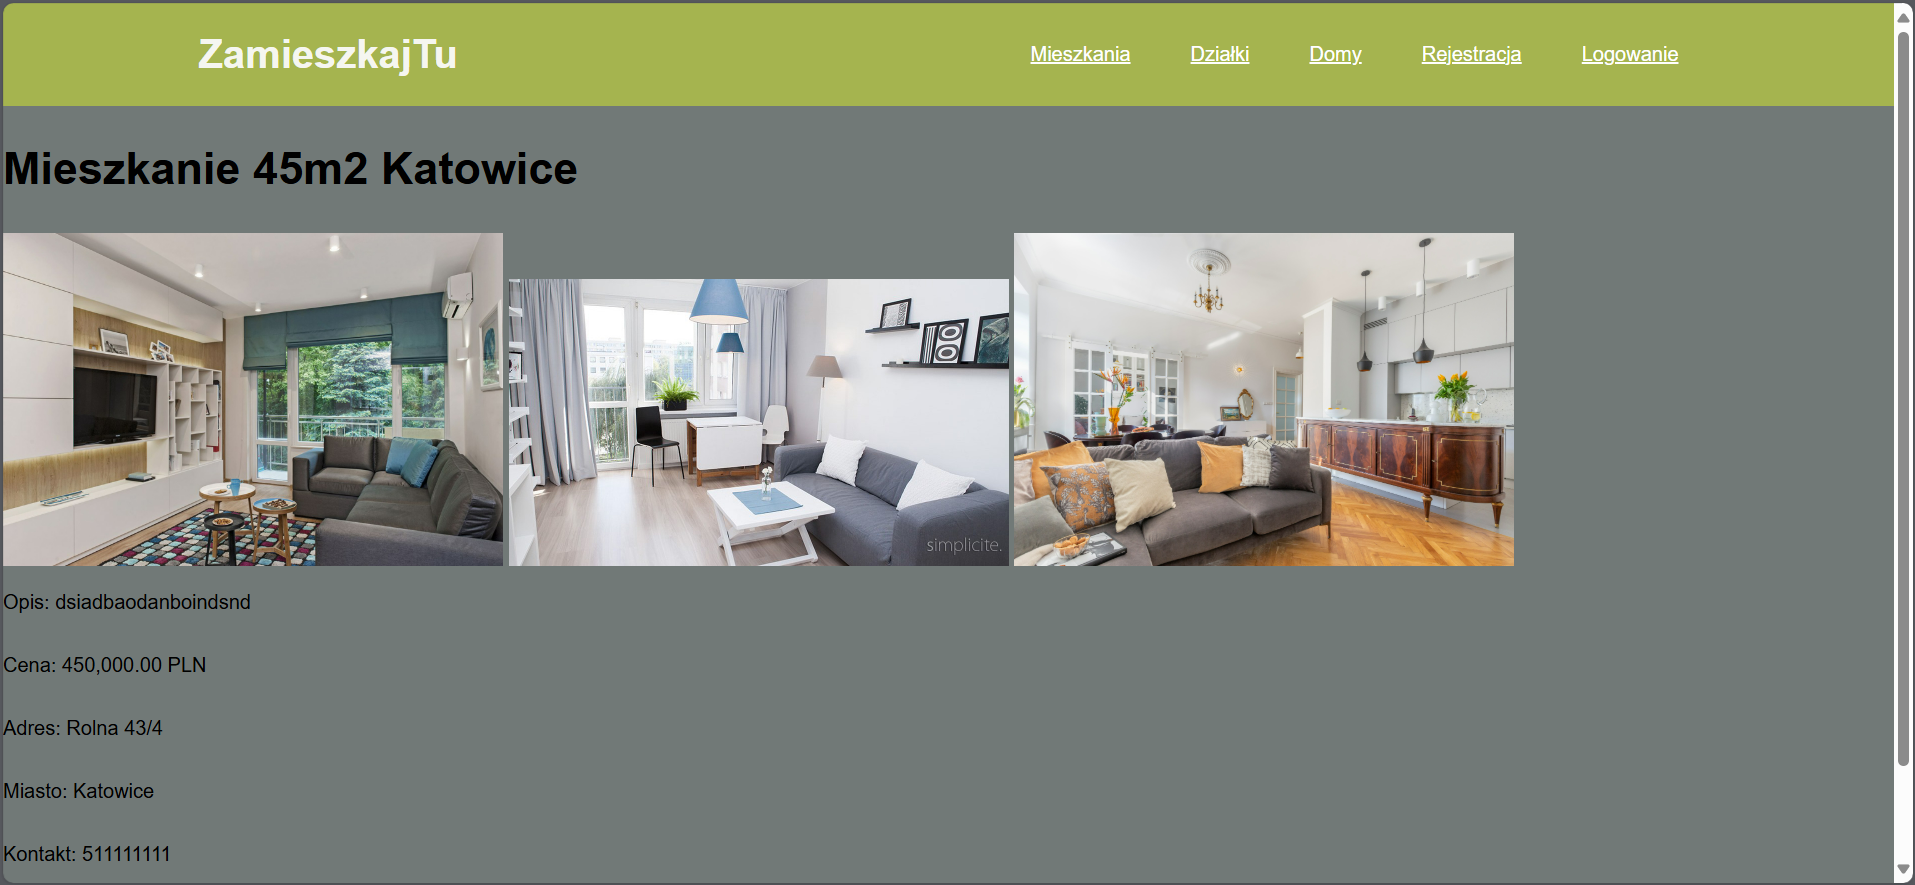 ZamieszkajTu
Mieszkania Działki Domy Rejestracja Logowanie
Mieszkanie 45m2 Katowice
simplicite.
Opis: dsiadbaodanboindsnd
Cena: 450,000.00 PLN
Adres: Rolna 43/4
Miasto: Katowice
Kontakt: 511111111